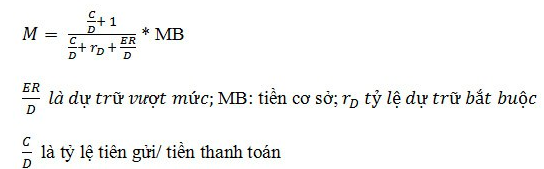 M = (C/D + 1) / (C/D + r_D + ER/D) * MB
ER/D là dự trữ vượt mức; MB: tiền cơ sở; r_D tỷ lệ dự trữ bắt buộc
C/D là tỷ lệ tiên gửi/ tiền thanh toán